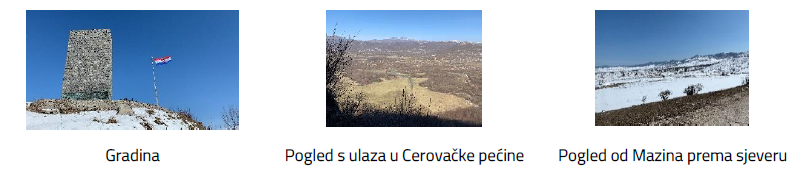 Gradina
Pogled s ulaza u Cerovačke pećine
Pogled od Mazina prema sjeveru